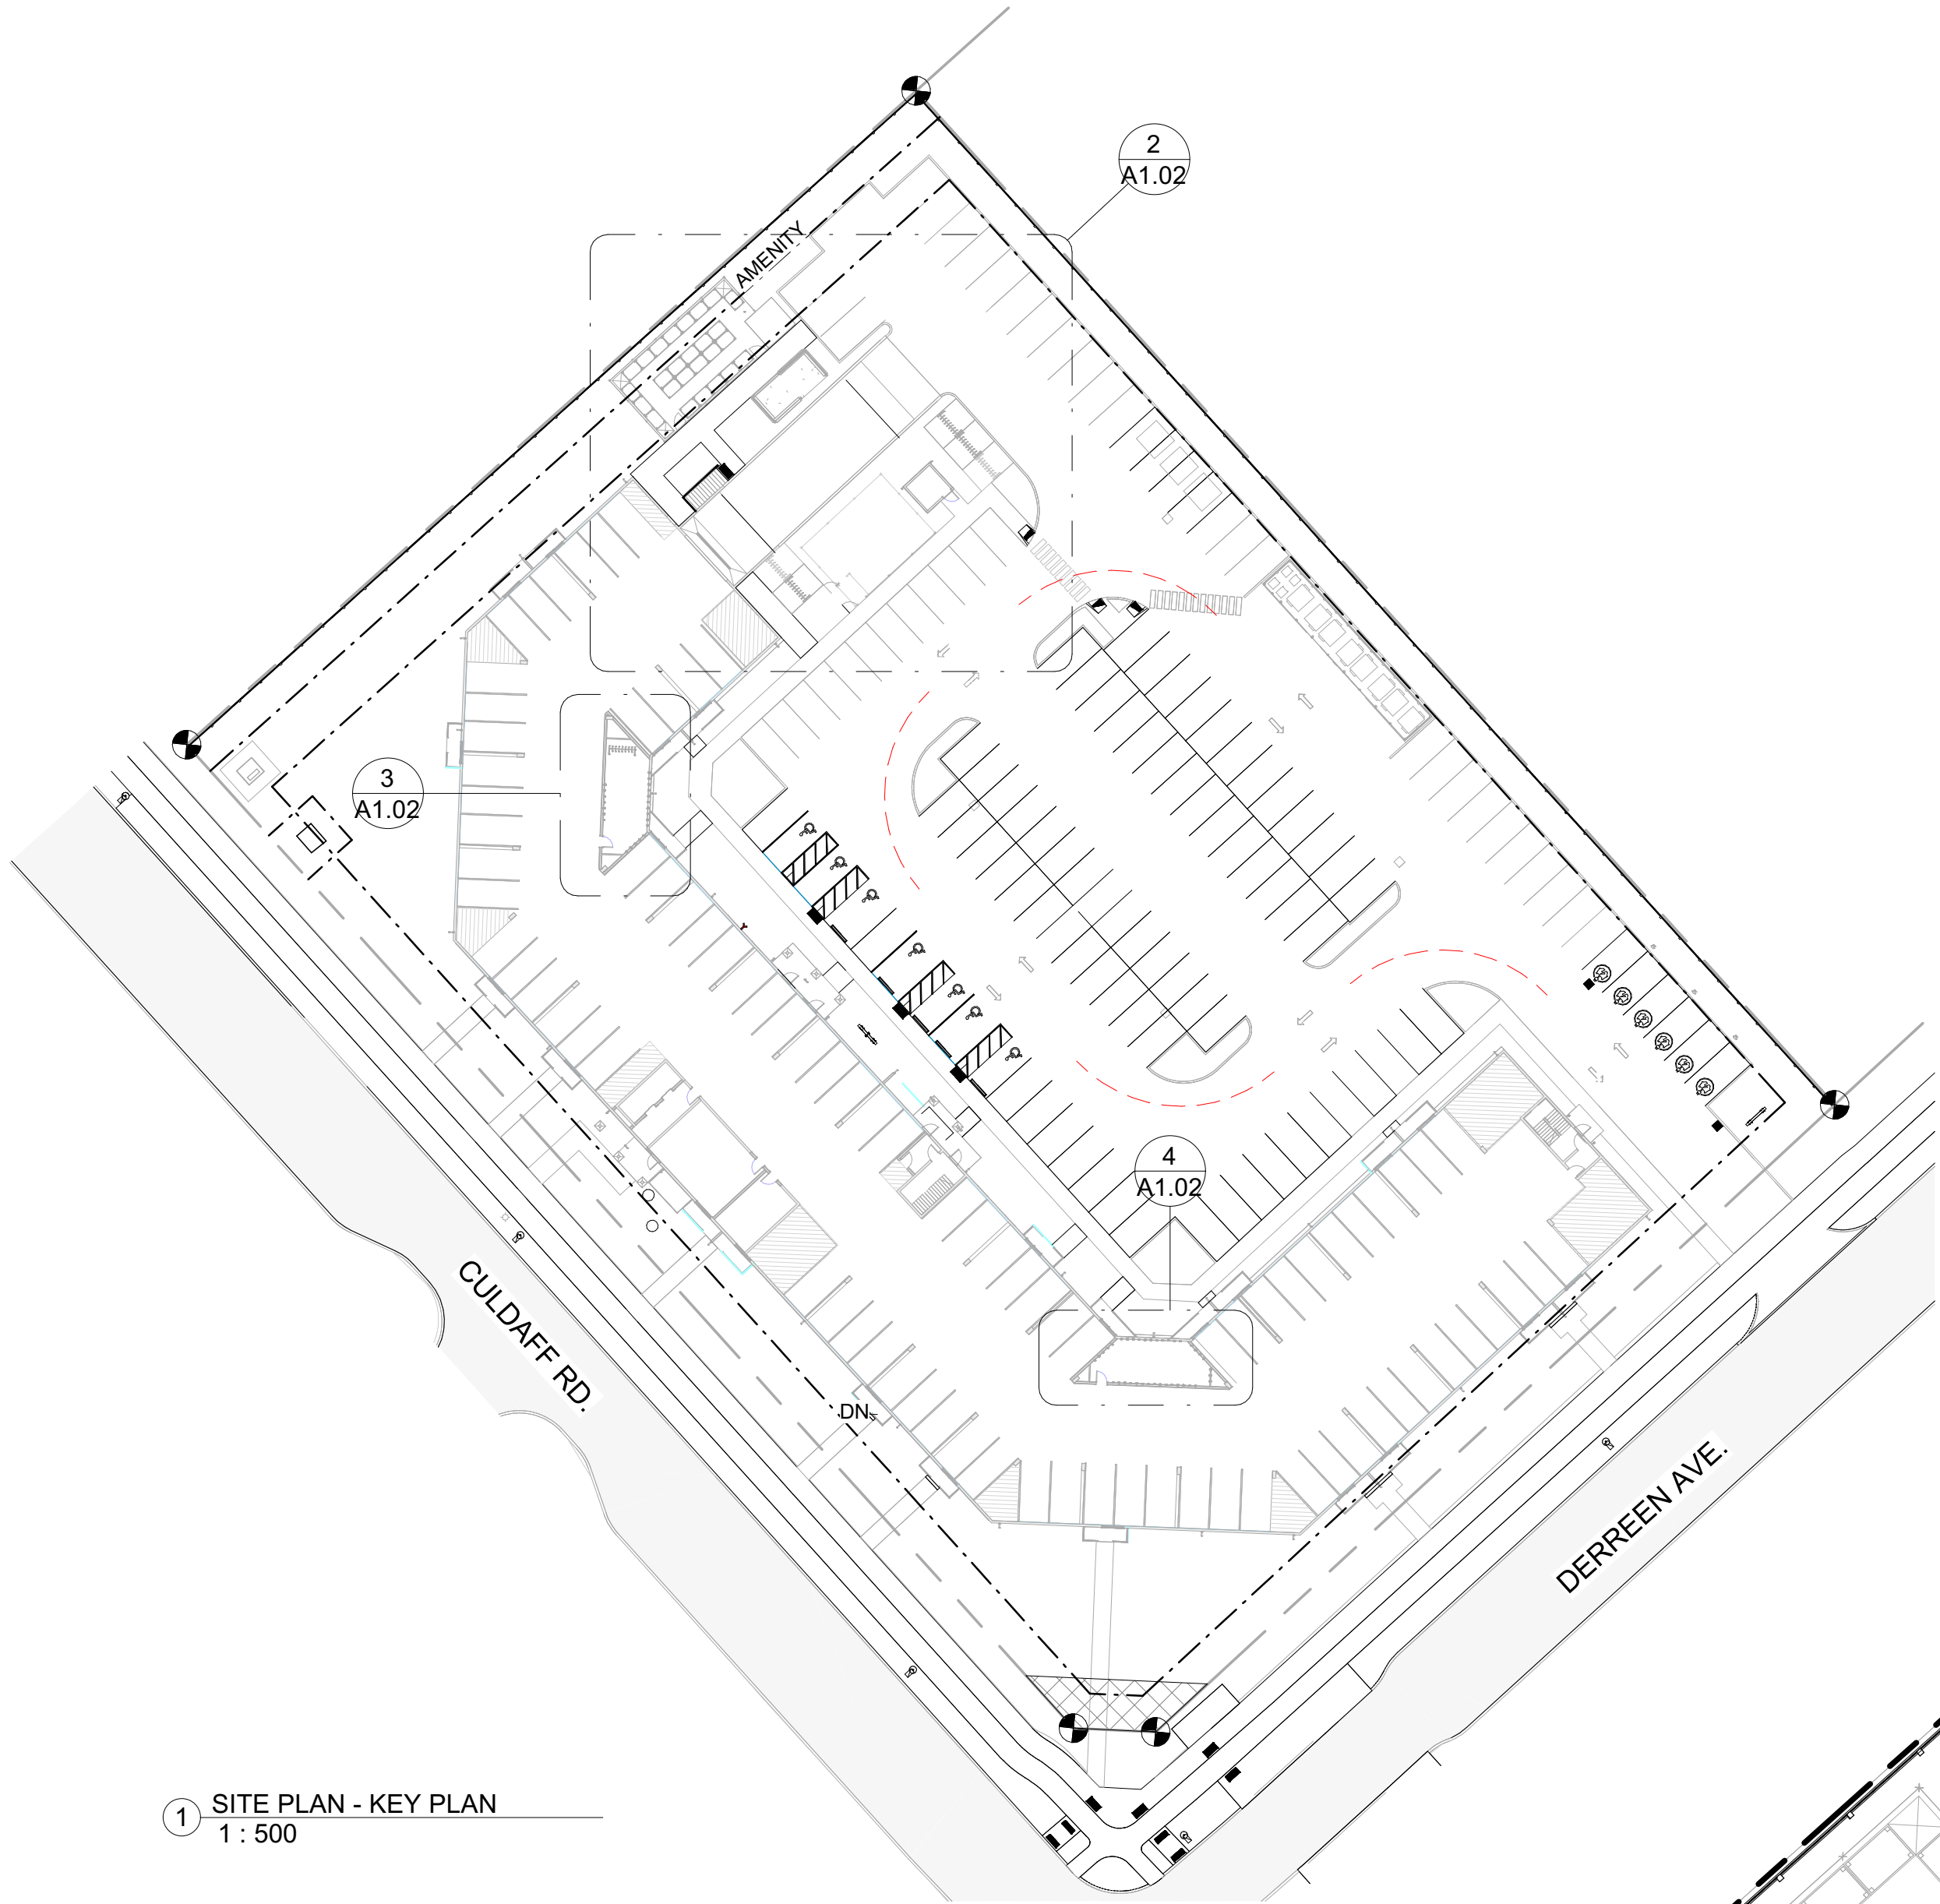 2
A1.02
AMENITY
3
A1.02
4
A1.02
CULDAFF RD.
DN
DERREEN AVE.
1
SITE PLAN - KEY PLAN
1 : 500